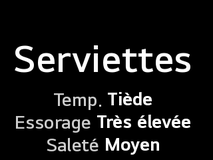 Serviettes
Temp. Tiède
Essorage Très élevée
Saleté Moyen